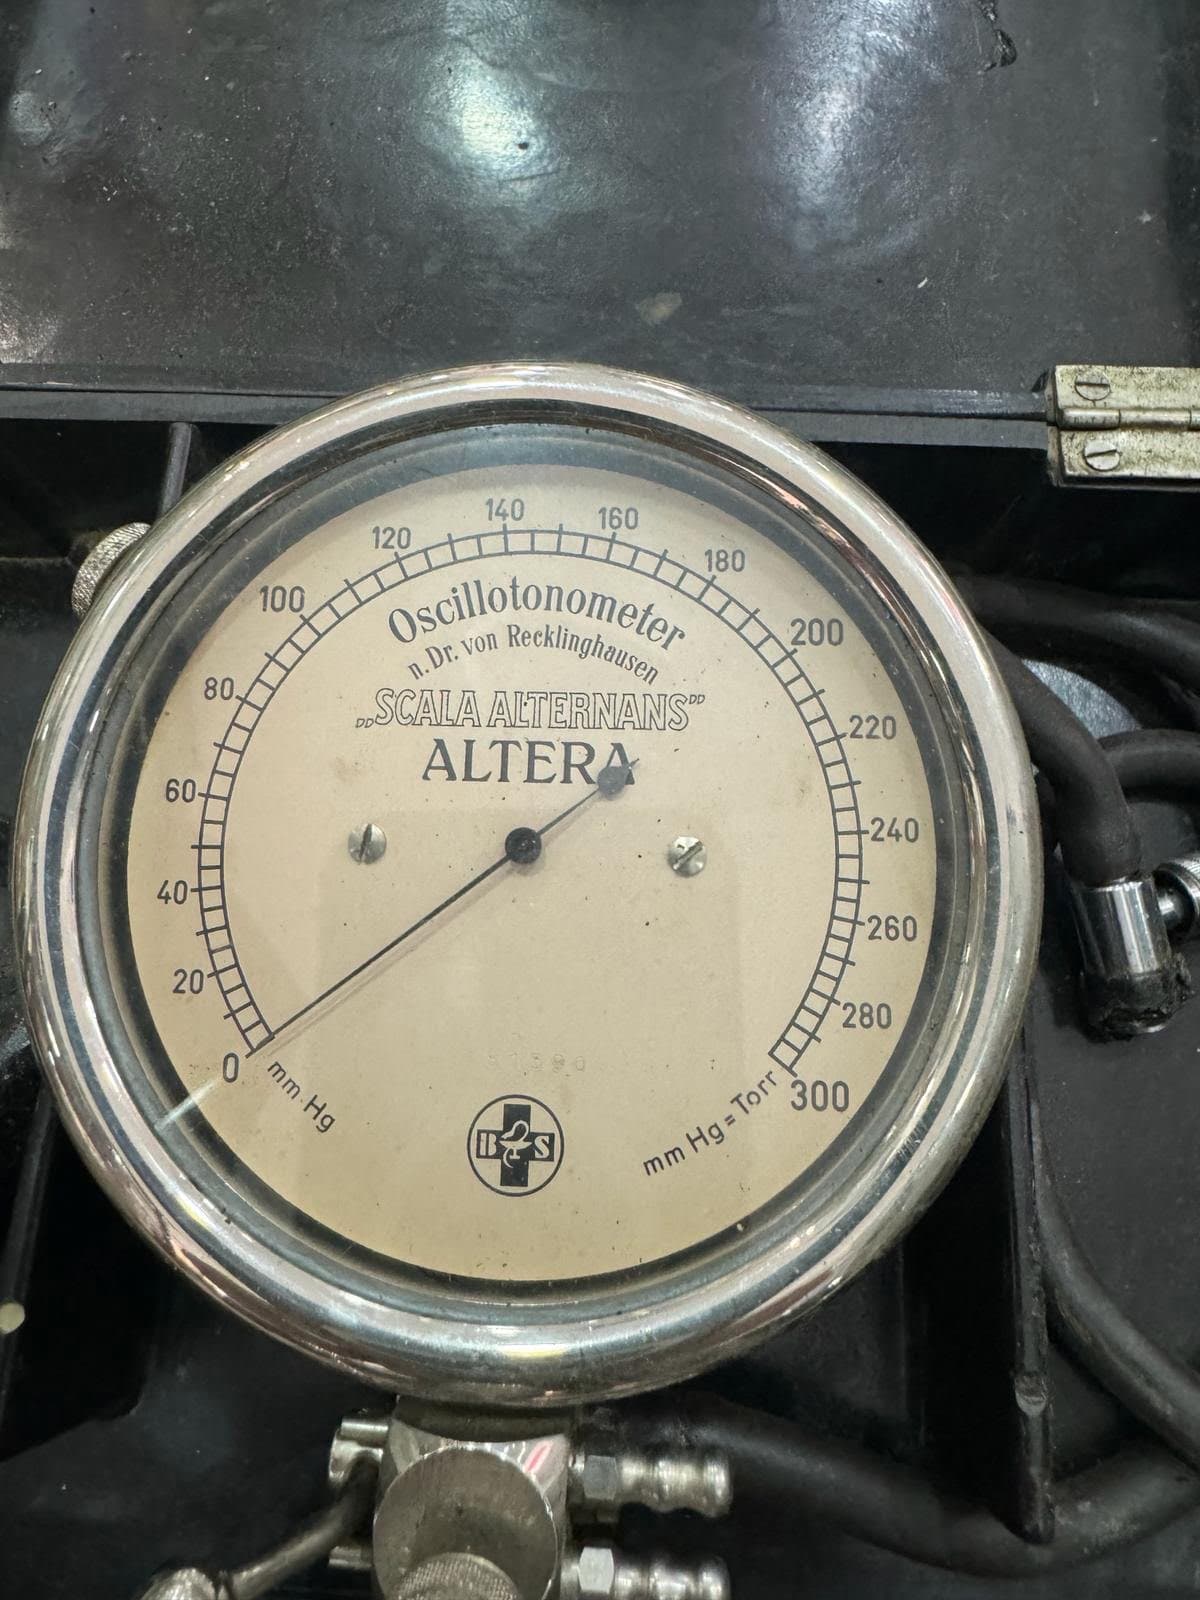 0
20
40
60
80
100
120
140
160
180
200
220
240
260
280
300
Oscillotonometer
n. Dr. von Recklinghausen
„SCALA ALTERNANS”
ALTERA
mm Hg
mm Hg = Torr
B S